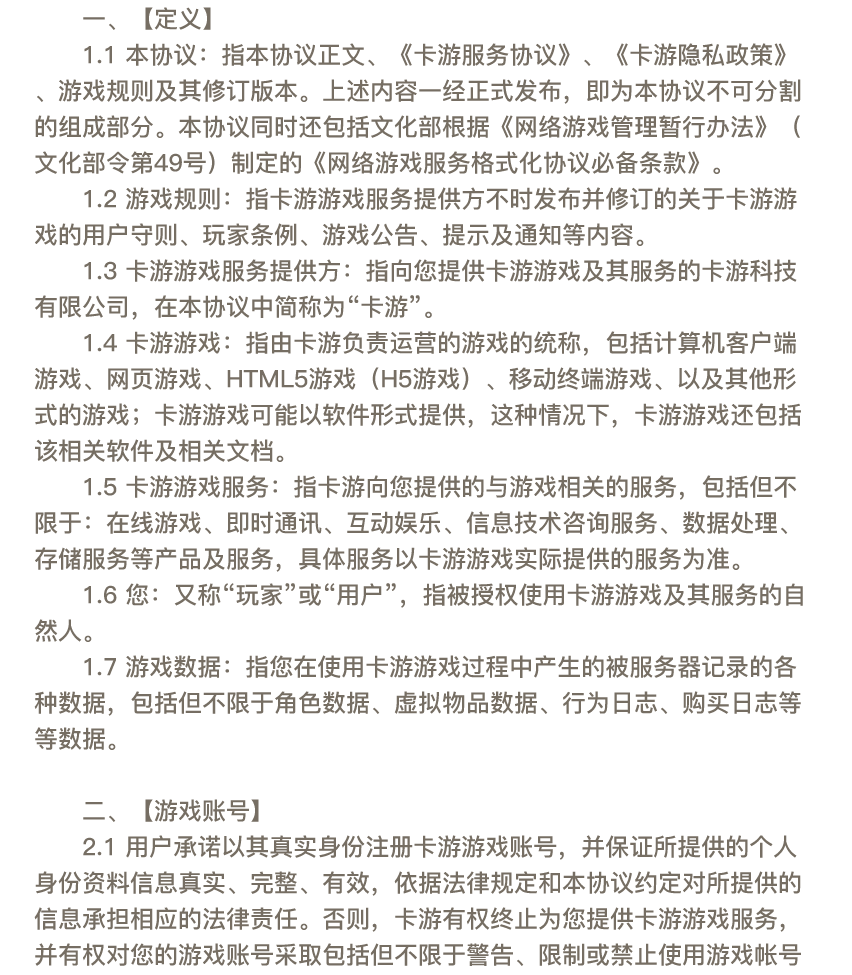 一、【定义】
1.1 本协议：指本协议正文、《卡游服务协议》、《卡游隐私政策》
、游戏规则及其修订版本。上述内容一经正式发布，即为本协议不可分割
的组成部分。本协议同时还包括文化部根据《网络游戏管理暂行办法》（
文化部令第49号）制定的《网络游戏服务格式化协议必备条款》。
1.2 游戏规则：指卡游游戏服务提供方不时发布并修订的关于卡游游
戏的用户守则、玩家条例、游戏公告、提示及通知等内容。
1.3 卡游游戏服务提供方：指向您提供卡游游戏及其服务的卡游科技
有限公司，在本协议中简称为“卡游”。
1.4 卡游游戏：指由卡游负责运营的游戏的统称，包括计算机客户端
游戏、网页游戏、HTML5游戏（H5游戏）、移动终端游戏、以及其他形
式的游戏；卡游游戏可能以软件形式提供，这种情况下，卡游游戏还包括
该相关软件及相关文档。
1.5 卡游游戏服务：指卡游向您提供的与游戏相关的服务，包括但不
限于：在线游戏、即时通讯、互动娱乐、信息技术咨询服务、数据处理、
存储服务等产品及服务，具体服务以卡游游戏实际提供的服务为准。
1.6 您：又称“玩家”或“用户”，指被授权使用卡游游戏及其服务的自
然人。
1.7 游戏数据：指您在使用卡游游戏过程中产生的被服务器记录的各
种数据，包括但不限于角色数据、虚拟物品数据、行为日志、购买日志等
等数据。
二、【游戏账号】
2.1 用户承诺以其真实身份注册卡游游戏账号，并保证所提供的个人
身份资料信息真实、完整、有效，依据法律规定和本协议约定对所提供的
信息承担相应的法律责任。否则，卡游有权终止为您提供卡游游戏服务，
并有权对您的游戏账号采取包括但不限于警告、限制或禁止使用游戏帐号